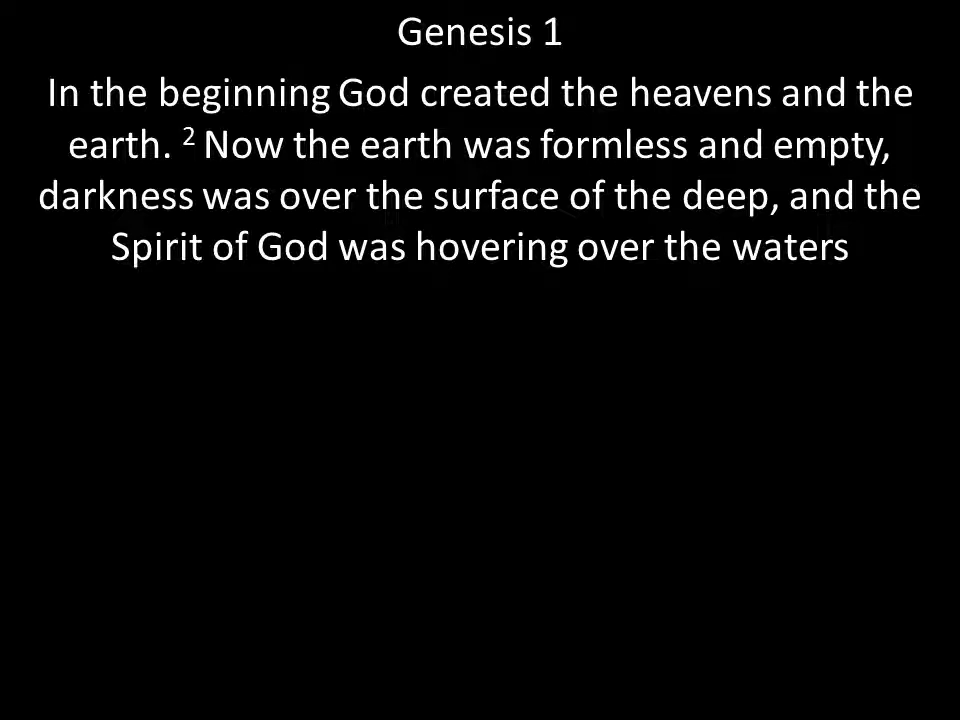 Genesis 1
In the beginning God created the heavens and the
earth. ² Now the earth was formless and empty,
darkness was over the surface of the deep, and the
Spirit of God was hovering over the waters